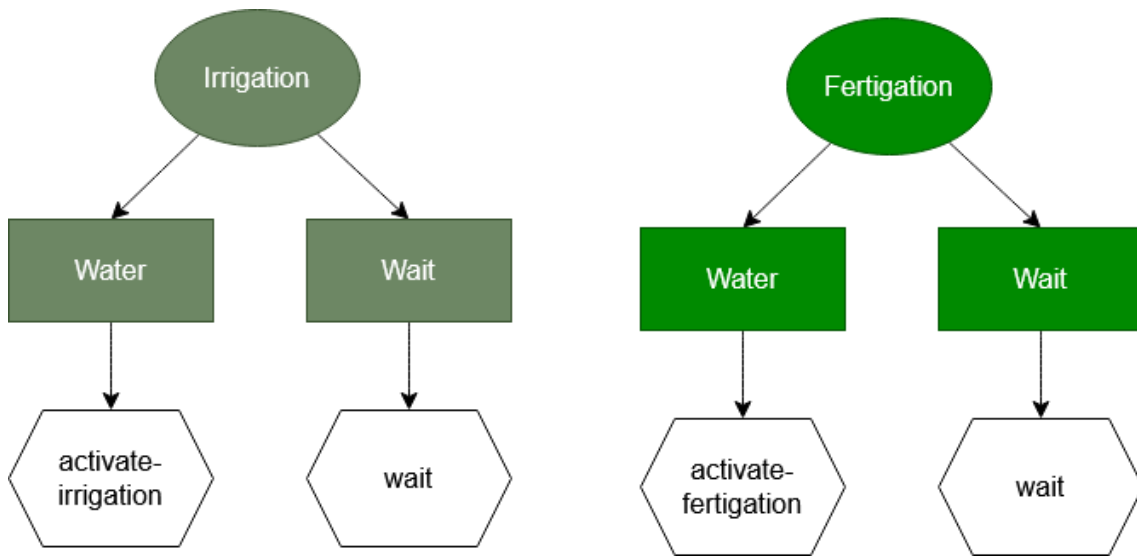 Irrigation
Fertigation
Water
Wait
Water
Wait
activate-
irrigation
wait
activate-
fertigation
wait